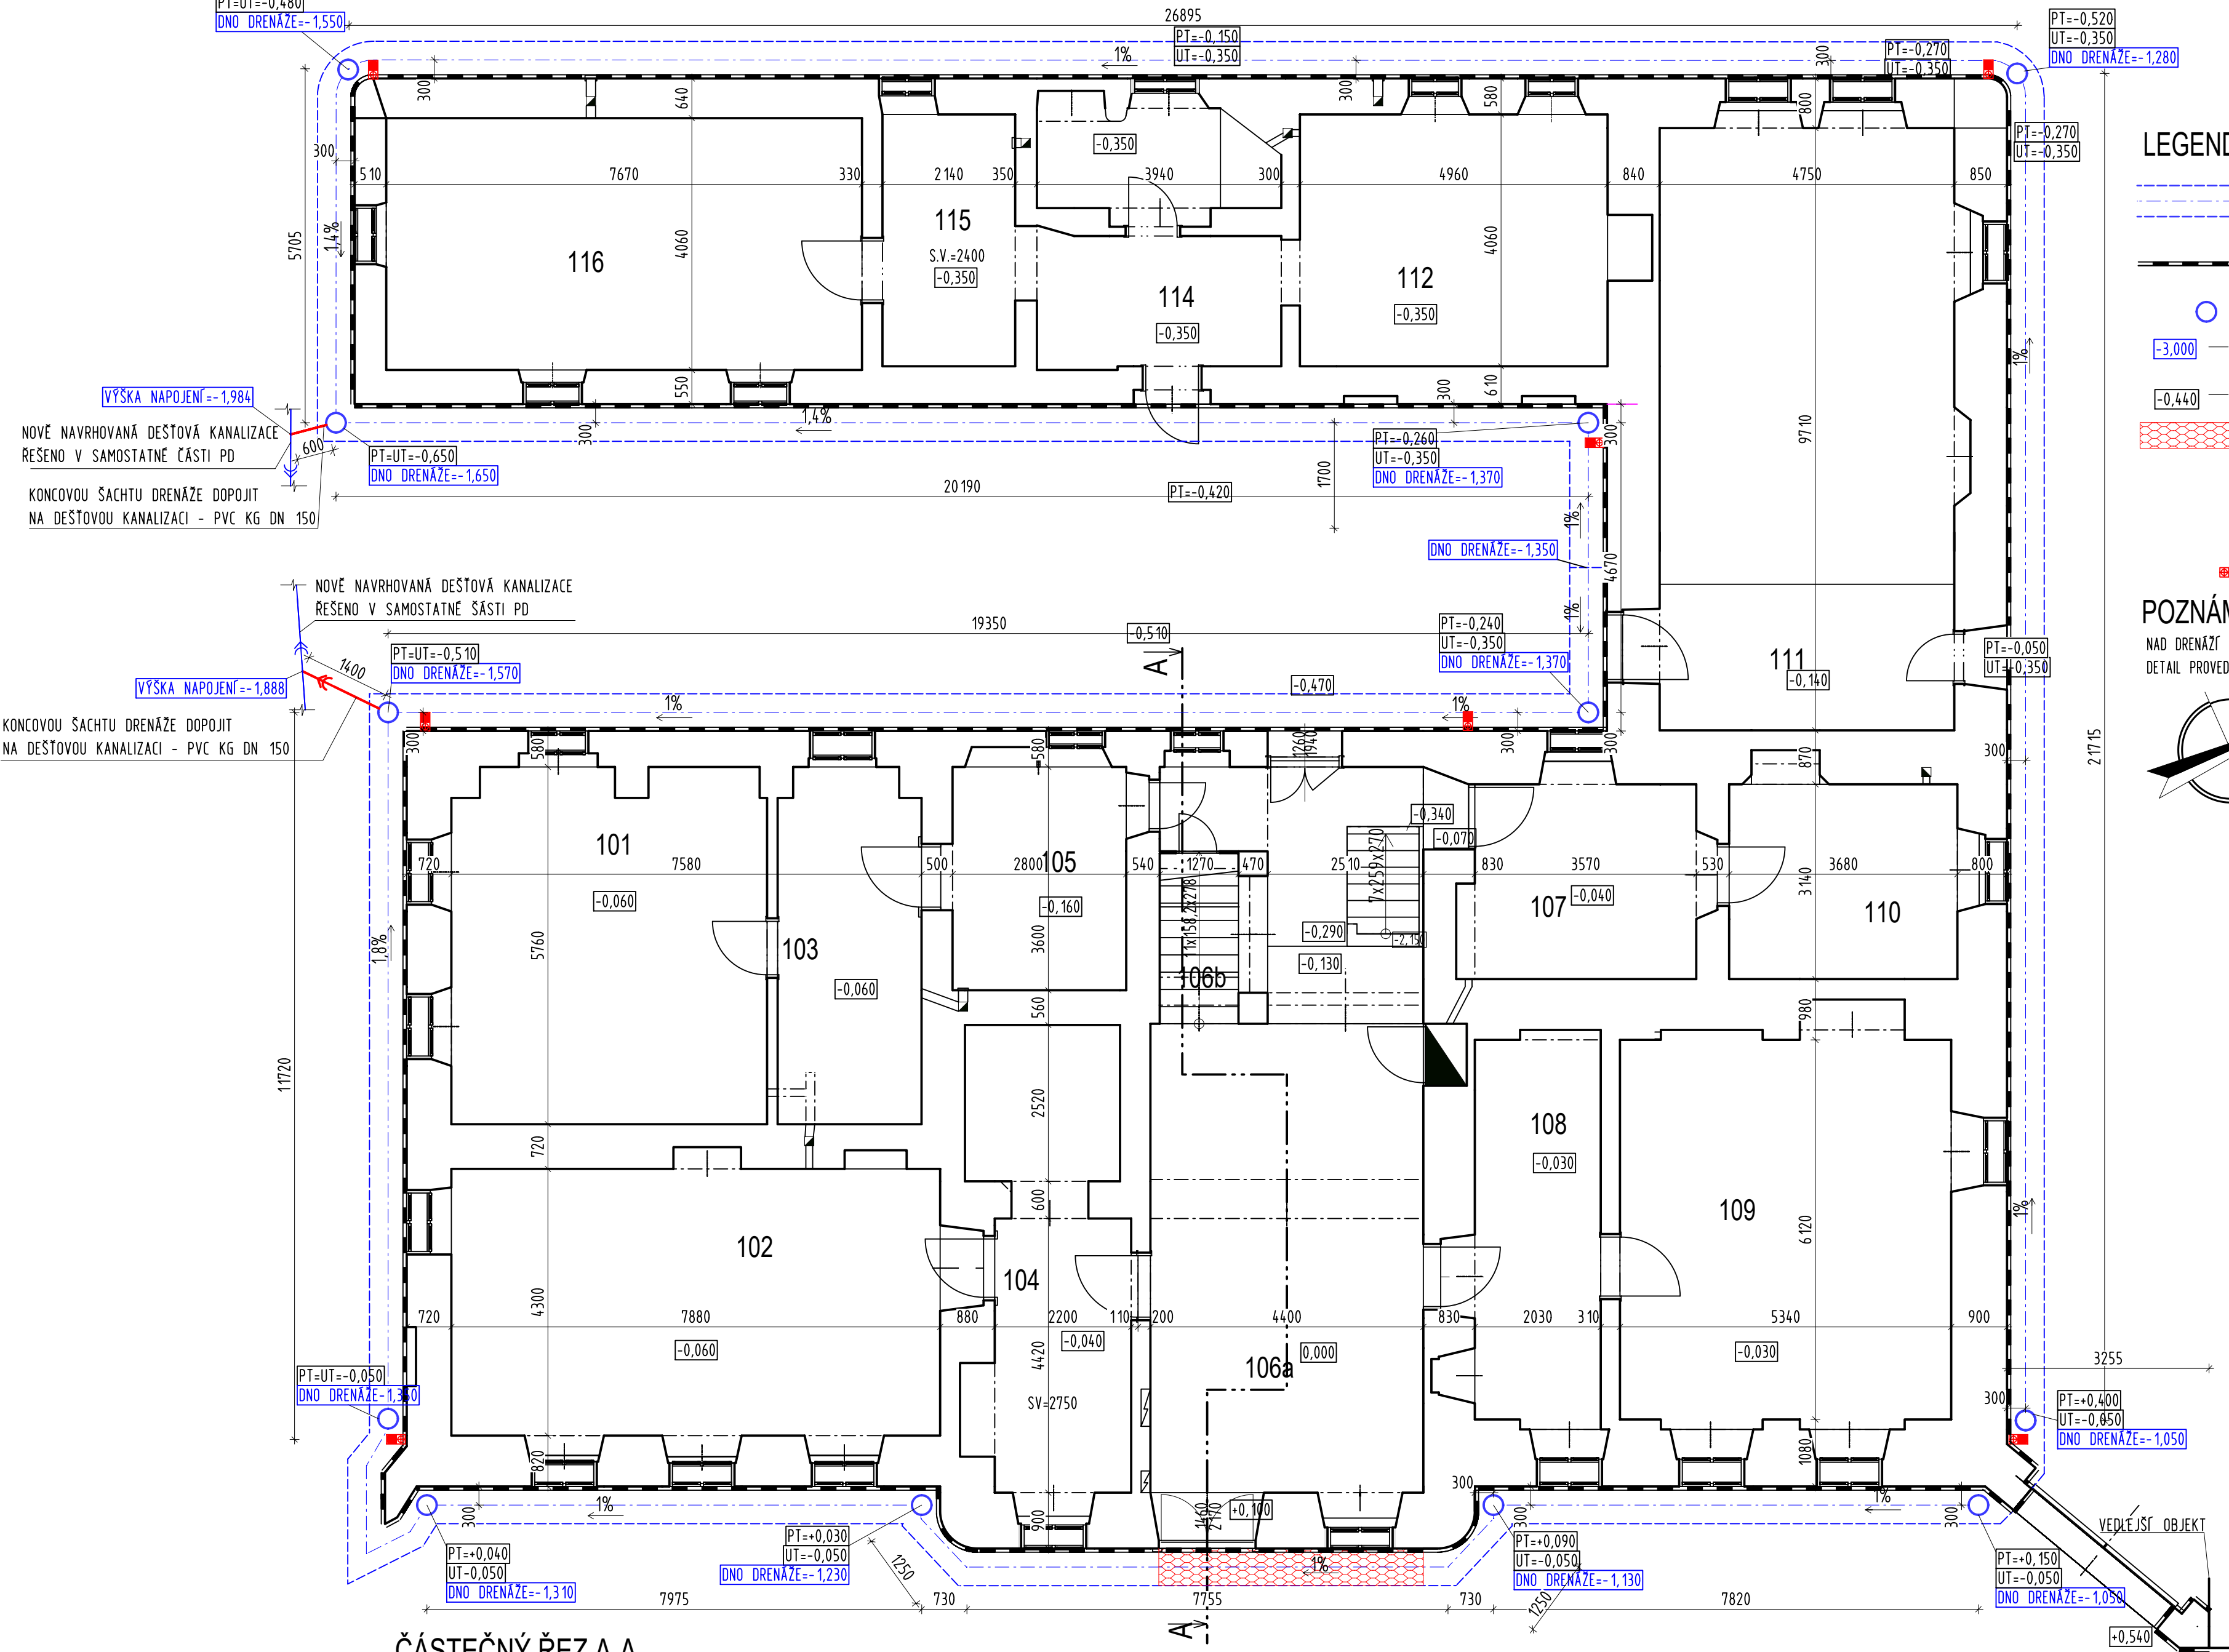 PT=UT=-0,480
DNO DRENÁŽE=-1,550
26895
PT=-0,150
UT=-0,350
1%
PT=-0,270
UT=-0,350
PT=-0,520
UT=-0,350
DNO DRENÁŽE=-1,280
300
640
300
580
300
800
PT=-0,270
UT=-0,350
LEGEND
300
510
7670
330
2140
350
3940
300
4960
840
4750
850
-0,350
5705
1,4%
116
4060
115
S.V.=2400
-0,350
114
-0,350
112
4060
-0,350
1%
-3,000
-0,440
550
300
610
300
9710
VÝŠKA NAPOJENÍ=-1,984
1,4%
300
NOVĚ NAVRHOVANÁ DEŠŤOVÁ KANALIZACE
ŘEŠENO V SAMOSTATNÉ ČÁSTI PD
600
PT=UT=-0,650
DNO DRENÁŽE=-1,650
PT=-0,260
UT=-0,350
DNO DRENÁŽE=-1,370
300
1700
KONCOVOU ŠACHTU DRENÁŽE DOPOJIT
NA DEŠŤOVOU KANALIZACI - PVC KG DN 150
20190
PT=-0,420
1%
DNO DRENÁŽE=-1,350
4670
NOVĚ NAVRHOVANÁ DEŠŤOVÁ KANALIZACE
ŘEŠENO V SAMOSTATNÉ ŠÁSTI PD
1%
19350
-0,510
PT=-0,240
UT=-0,350
DNO DRENÁŽE=-1,370
POZNÁM
NAD DRENÁŽÍ
DETAIL PROVED
PT=UT=-0,510
DNO DRENÁŽE=-1,570
1400
VÝŠKA NAPOJENÍ=-1,888
A
-0,470
111
-0,140
PT=-0,050
UT=-0,350
1%
1%
KONCOVOU ŠACHTU DRENÁŽE DOPOJIT
NA DEŠŤOVOU KANALIZACI - PVC KG DN 150
300
580
580
1260
1940
300
300
870
300
21715
101
720
7580
500
2800
105
540
1270
470
2510
-0,340
-0,070
7x259x270
830
3570
530
3680
800
-0,060
-0,160
107
-0,040
3140
110
1,8%
5760
103
-0,060
3600
11x158,2x278
106b
-0,290
-0,130
-2,150
560
980
11720
2520
720
108
-0,030
109
6120
1%
102
4300
600
104
720
7880
880
2200
110
200
4400
830
2030
310
5340
900
-0,060
-0,040
4420
0,000
106a
-0,030
3255
PT=UT=-0,050
SV=2750
300
PT=+0,400
UT=-0,050
DNO DRENÁŽE=-1,050
820
1080
300
300
1%
900
1460
+0,100
300
1%
300
VEDLEJŠÍ OBJEKT
PT=+0,040
UT-0,050
DNO DRENÁŽE=-1,310
PT=+0,030
UT=-0,050
DNO DRENÁŽE=-1,230
1250
1%
PT=+0,090
UT=-0,050
DNO DRENÁŽE=-1,130
PT=+0,150
UT=-0,050
DNO DRENÁŽE=-1,050
7975
730
7755
730
1250
7820
A
+0,540
ČÁSTEČNÝ ŘEZ A-A